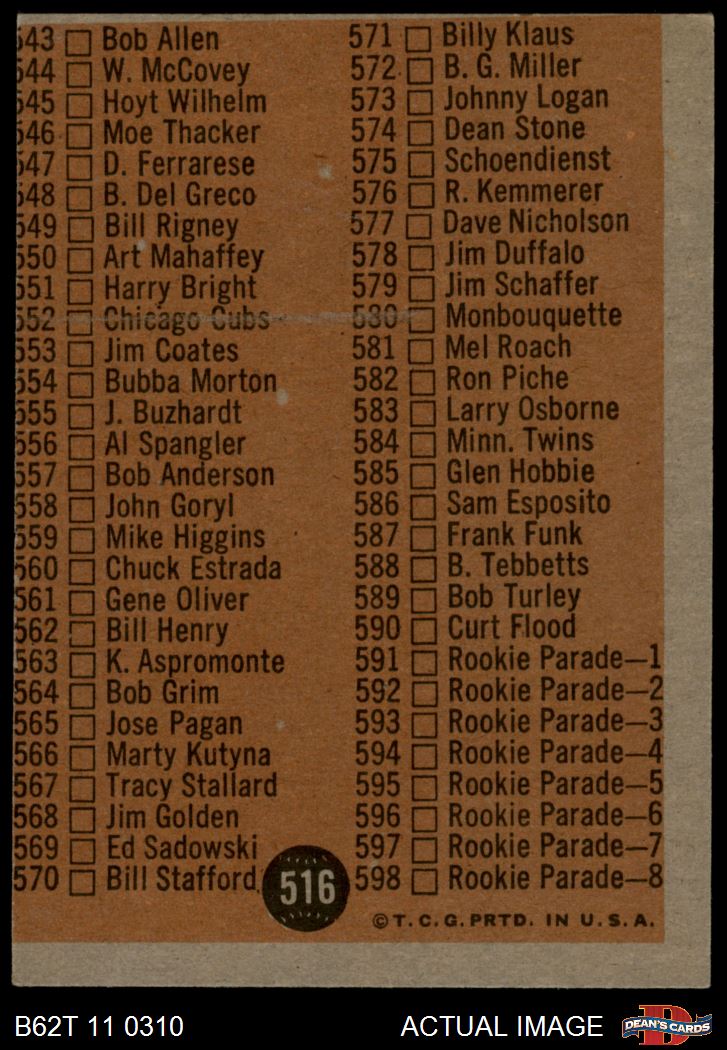 543 Bob Allen
544 W. McCovey
545 Hoyt Wilhelm
546 Moe Thacker
547 D. Ferrarese
548 B. Del Greco
549 Bill Rigney
550 Art Mahaffey
551 Harry Bright
552 Chicago Cubs
553 Jim Coates
554 Bubba Morton
555 J. Buzhardt
556 Al Spangler
557 Bob Anderson
558 John Goryl
559 Mike Higgins
560 Chuck Estrada
561 Gene Oliver
562 Bill Henry
563 K. Aspromonte
564 Bob Grim
565 Jose Pagan
566 Marty Kutyna
567 Tracy Stallard
568 Jim Golden
569 Ed Sadowski
570 Bill Stafford
571 Billy Klaus
572 B. G. Miller
573 Johnny Logan
574 Dean Stone
575 Schoendienst
576 R. Kemmerer
577 Dave Nicholson
578 Jim Duffalo
579 Jim Schaffer
580 Monbouquette
581 Mel Roach
582 Ron Piche
583 Larry Osborne
584 Minn. Twins
585 Glen Hobbie
586 Sam Esposito
587 Frank Funk
588 B. Tebbetts
589 Bob Turley
590 Curt Flood
591 Rookie Parade—1
592 Rookie Parade—2
593 Rookie Parade—3
594 Rookie Parade—4
595 Rookie Parade—5
596 Rookie Parade—6
597 Rookie Parade—7
598 Rookie Parade—8
516
© T. C. G. PRTD. IN U. S. A.
B62T 11 0310
ACTUAL IMAGE
D
DEAN'S CARDS